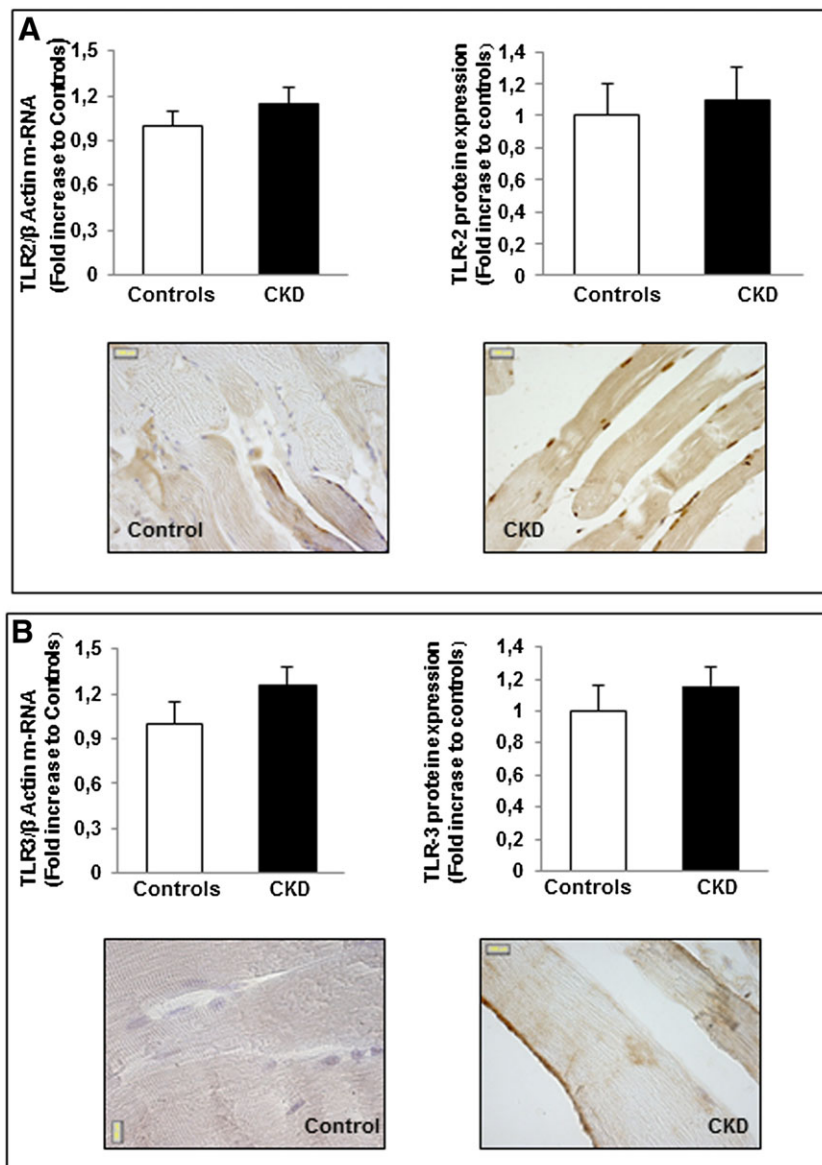 A
TLR2/β Actin m-RNA
(Fold increase to Controls)
1,5
1,2
0,9
0,6
0,3
0
Controls
CKD
TLR-2 protein expression
(Fold incrase to controls)
1,4
1,2
1
0,8
0,6
0,4
0,2
0
Controls
CKD
Control
CKD
B
TLR3/β Actin m-RNA
(Fold increase to Controls)
1,5
1,2
0,9
0,6
0,3
0
Controls
CKD
TLR-3 protein expression
(Fold incrase to controls)
1,4
1,2
1
0,8
0,6
0,4
0,2
0
Controls
CKD
Control
CKD